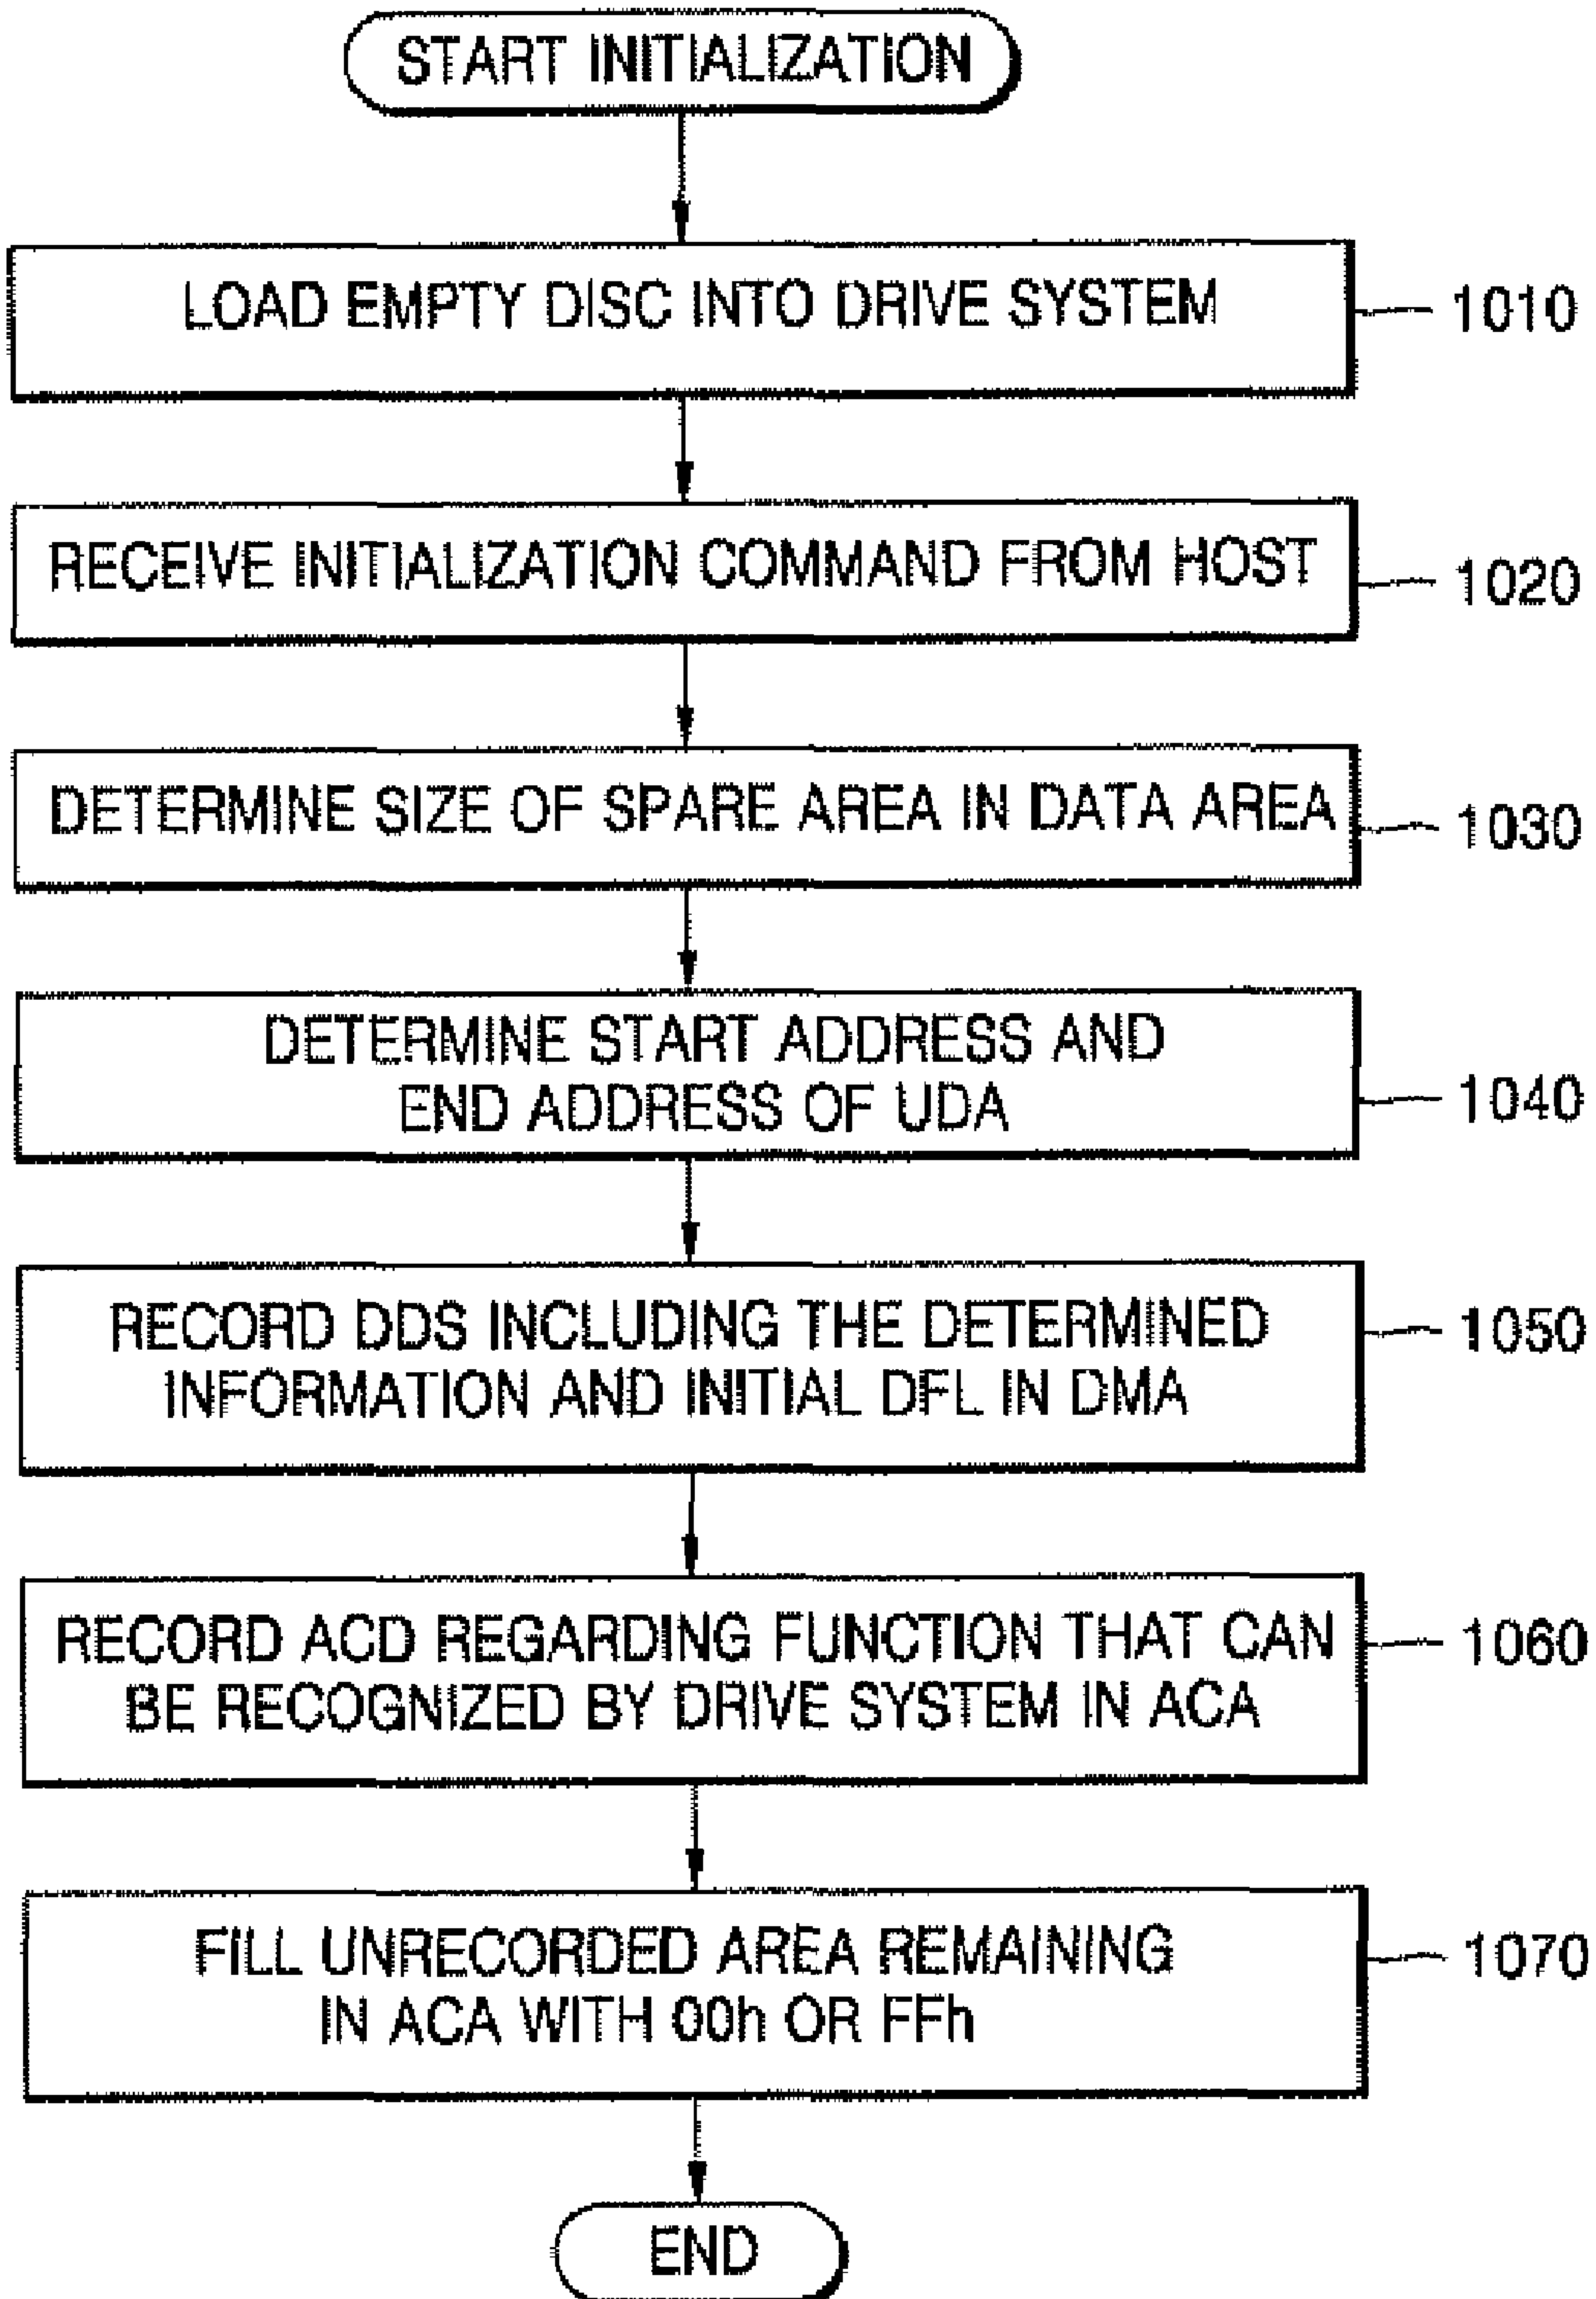 START INITIALIZATION
LOAD EMPTY DISC INTO DRIVE SYSTEM
1010
RECEIVE INITIALIZATION COMMAND FROM HOST
1020
DETERMINE SIZE OF SPARE AREA IN DATA AREA
1030
DETERMINE START ADDRESS AND
END ADDRESS OF UDA
1040
RECORD DDS INCLUDING THE DETERMINED
INFORMATION AND INITIAL DFL IN DMA
1050
RECORD ACD REGARDING FUNCTION THAT CAN
BE RECOGNIZED BY DRIVE SYSTEM IN ACA
1060
FILL UNRECORDED AREA REMAINING
IN ACA WITH 00h OR FFh
1070
END